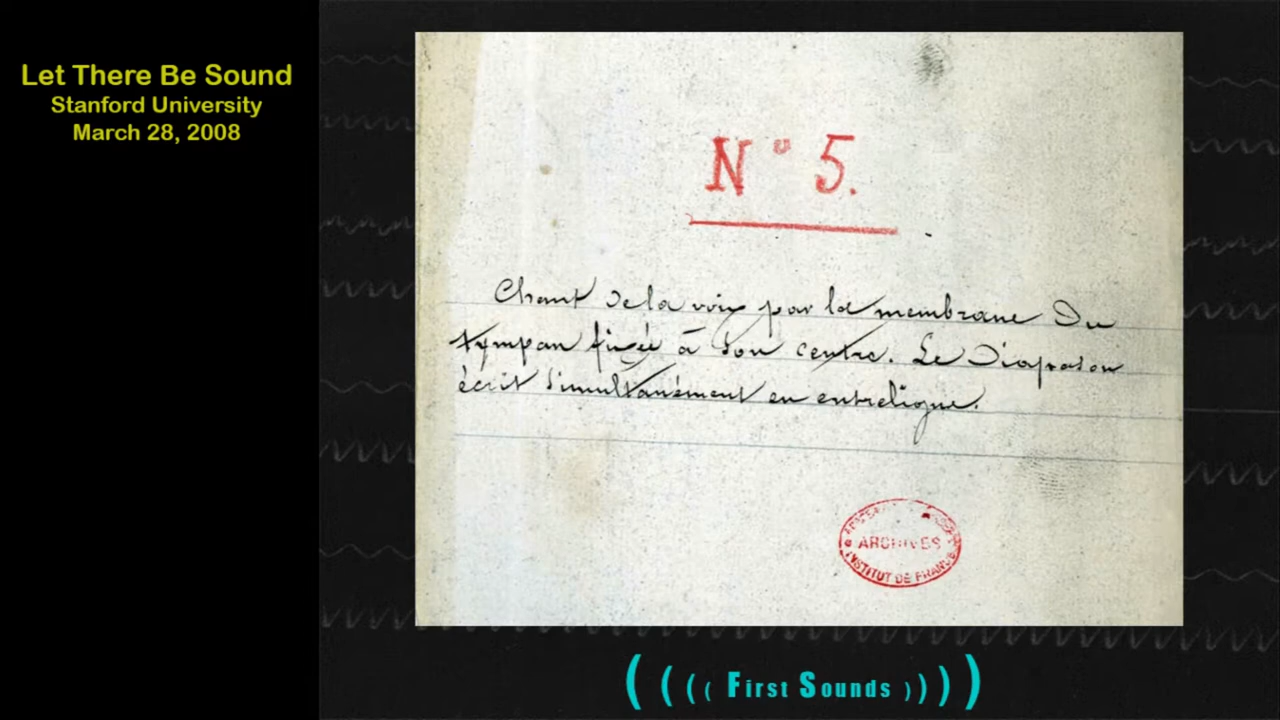 Let There Be Sound
Stanford University
March 28, 2008
N° 5.
Chant de la voix par la membrane du
tympan fixée à son centre. Le Diapason
écrit simultanément en entreligne.
ARCHIVES
INSTITUT DE FRANCE
( ( ( ( First Sounds ) ) ) )